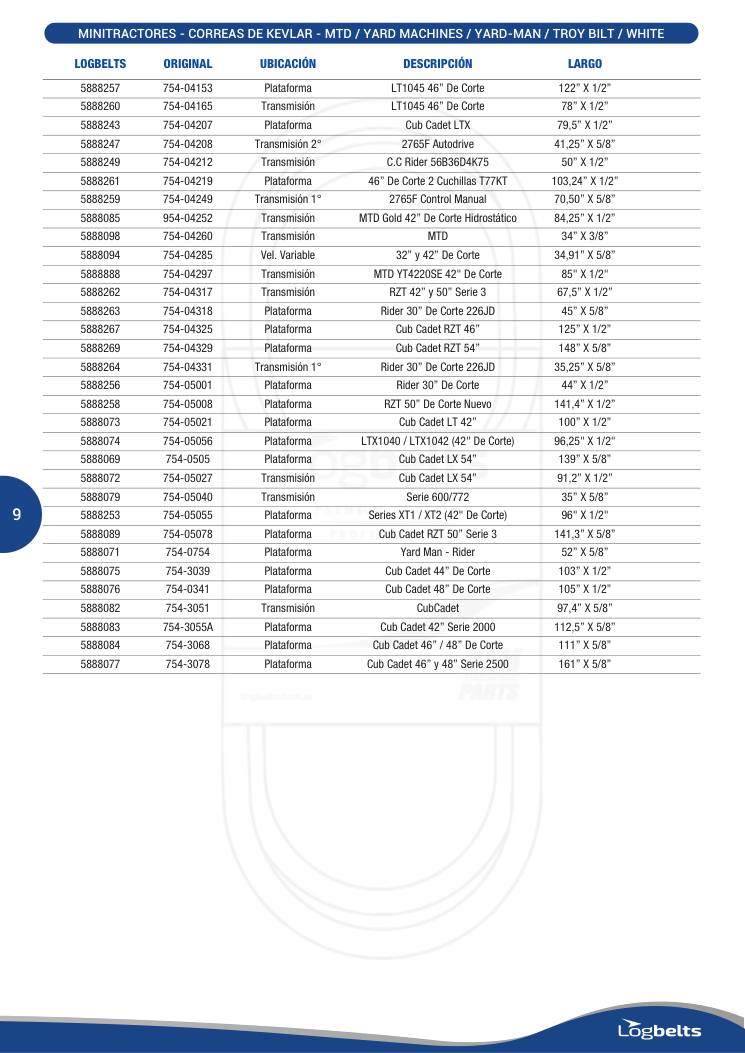 MINITRACTORES - CORREAS DE KEVLAR - MTD / YARD MACHINES / YARD-MAN / TROY BILT / WHITE
LOGBELTS ORIGINAL UBICACIÓN DESCRIPCIÓN LARGO
5888257 754-04153 Plataforma LT1045 46” De Corte 122” X 1/2”
5888260 754-04165 Transmisión LT1045 46” De Corte 78” X 1/2”
5888243 754-04207 Plataforma Cub Cadet LTX 79,5” X 1/2”
5888247 754-04208 Transmisión 2° 2765F Autodrive 41,25” X 5/8”
5888249 754-04212 Transmisión C.C Rider 56B36D4K75 50” X 1/2”
5888261 754-04219 Plataforma 46” De Corte 2 Cuchillas T77KT 103,24” X 1/2”
5888259 754-04249 Transmisión 1° 2765F Control Manual 70,50” X 5/8”
5888085 954-04252 Transmisión MTD Gold 42” De Corte Hidrostático 84,25” X 1/2”
5888098 754-04260 Transmisión MTD 34” X 3/8”
5888094 754-04285 Vel. Variable 32” y 42” De Corte 34,91” X 5/8”
5888888 754-04297 Transmisión MTD YT4220SE 42” De Corte 85” X 1/2”
5888262 754-04317 Transmisión RZT 42” y 50” Serie 3 67,5” X 1/2”
5888263 754-04318 Plataforma Rider 30” De Corte 226JD 45” X 5/8”
5888267 754-04325 Plataforma Cub Cadet RZT 46” 125” X 1/2”
5888269 754-04329 Plataforma Cub Cadet RZT 54” 148” X 5/8”
5888264 754-04331 Transmisión 1° Rider 30” De Corte 226JD 35,25” X 5/8”
5888256 754-05001 Plataforma Rider 30” De Corte 44” X 1/2”
5888258 754-05008 Plataforma RZT 50” De Corte Nuevo 141,4” X 1/2”
5888073 754-05021 Plataforma Cub Cadet LT 42” 100” X 1/2”
5888074 754-05056 Plataforma LTX1040 / LTX1042 (42” De Corte) 96,25” X 1/2”
5888069 754-0505 Plataforma Cub Cadet LX 54” 139” X 5/8”
5888072 754-05027 Transmisión Cub Cadet LX 54” 91,2” X 1/2”
5888079 754-05040 Transmisión Serie 600/772 35” X 5/8”
5888253 754-05055 Plataforma Series XT1 / XT2 (42” De Corte) 96” X 1/2”
5888089 754-05078 Plataforma Cub Cadet RZT 50” Serie 3 141,3” X 5/8”
5888071 754-0754 Plataforma Yard Man - Rider 52” X 5/8”
5888075 754-3039 Plataforma Cub Cadet 44” De Corte 103” X 1/2”
5888076 754-0341 Plataforma Cub Cadet 48” De Corte 105” X 1/2”
5888082 754-3051 Transmisión CubCadet 97,4” X 5/8”
5888083 754-3055A Plataforma Cub Cadet 42” Serie 2000 112,5” X 5/8”
5888084 754-3068 Plataforma Cub Cadet 46” / 48” De Corte 111” X 5/8”
5888077 754-3078 Plataforma Cub Cadet 46” y 48” Serie 2500 161” X 5/8”
9
Logbelts
PARTS
Logbelts